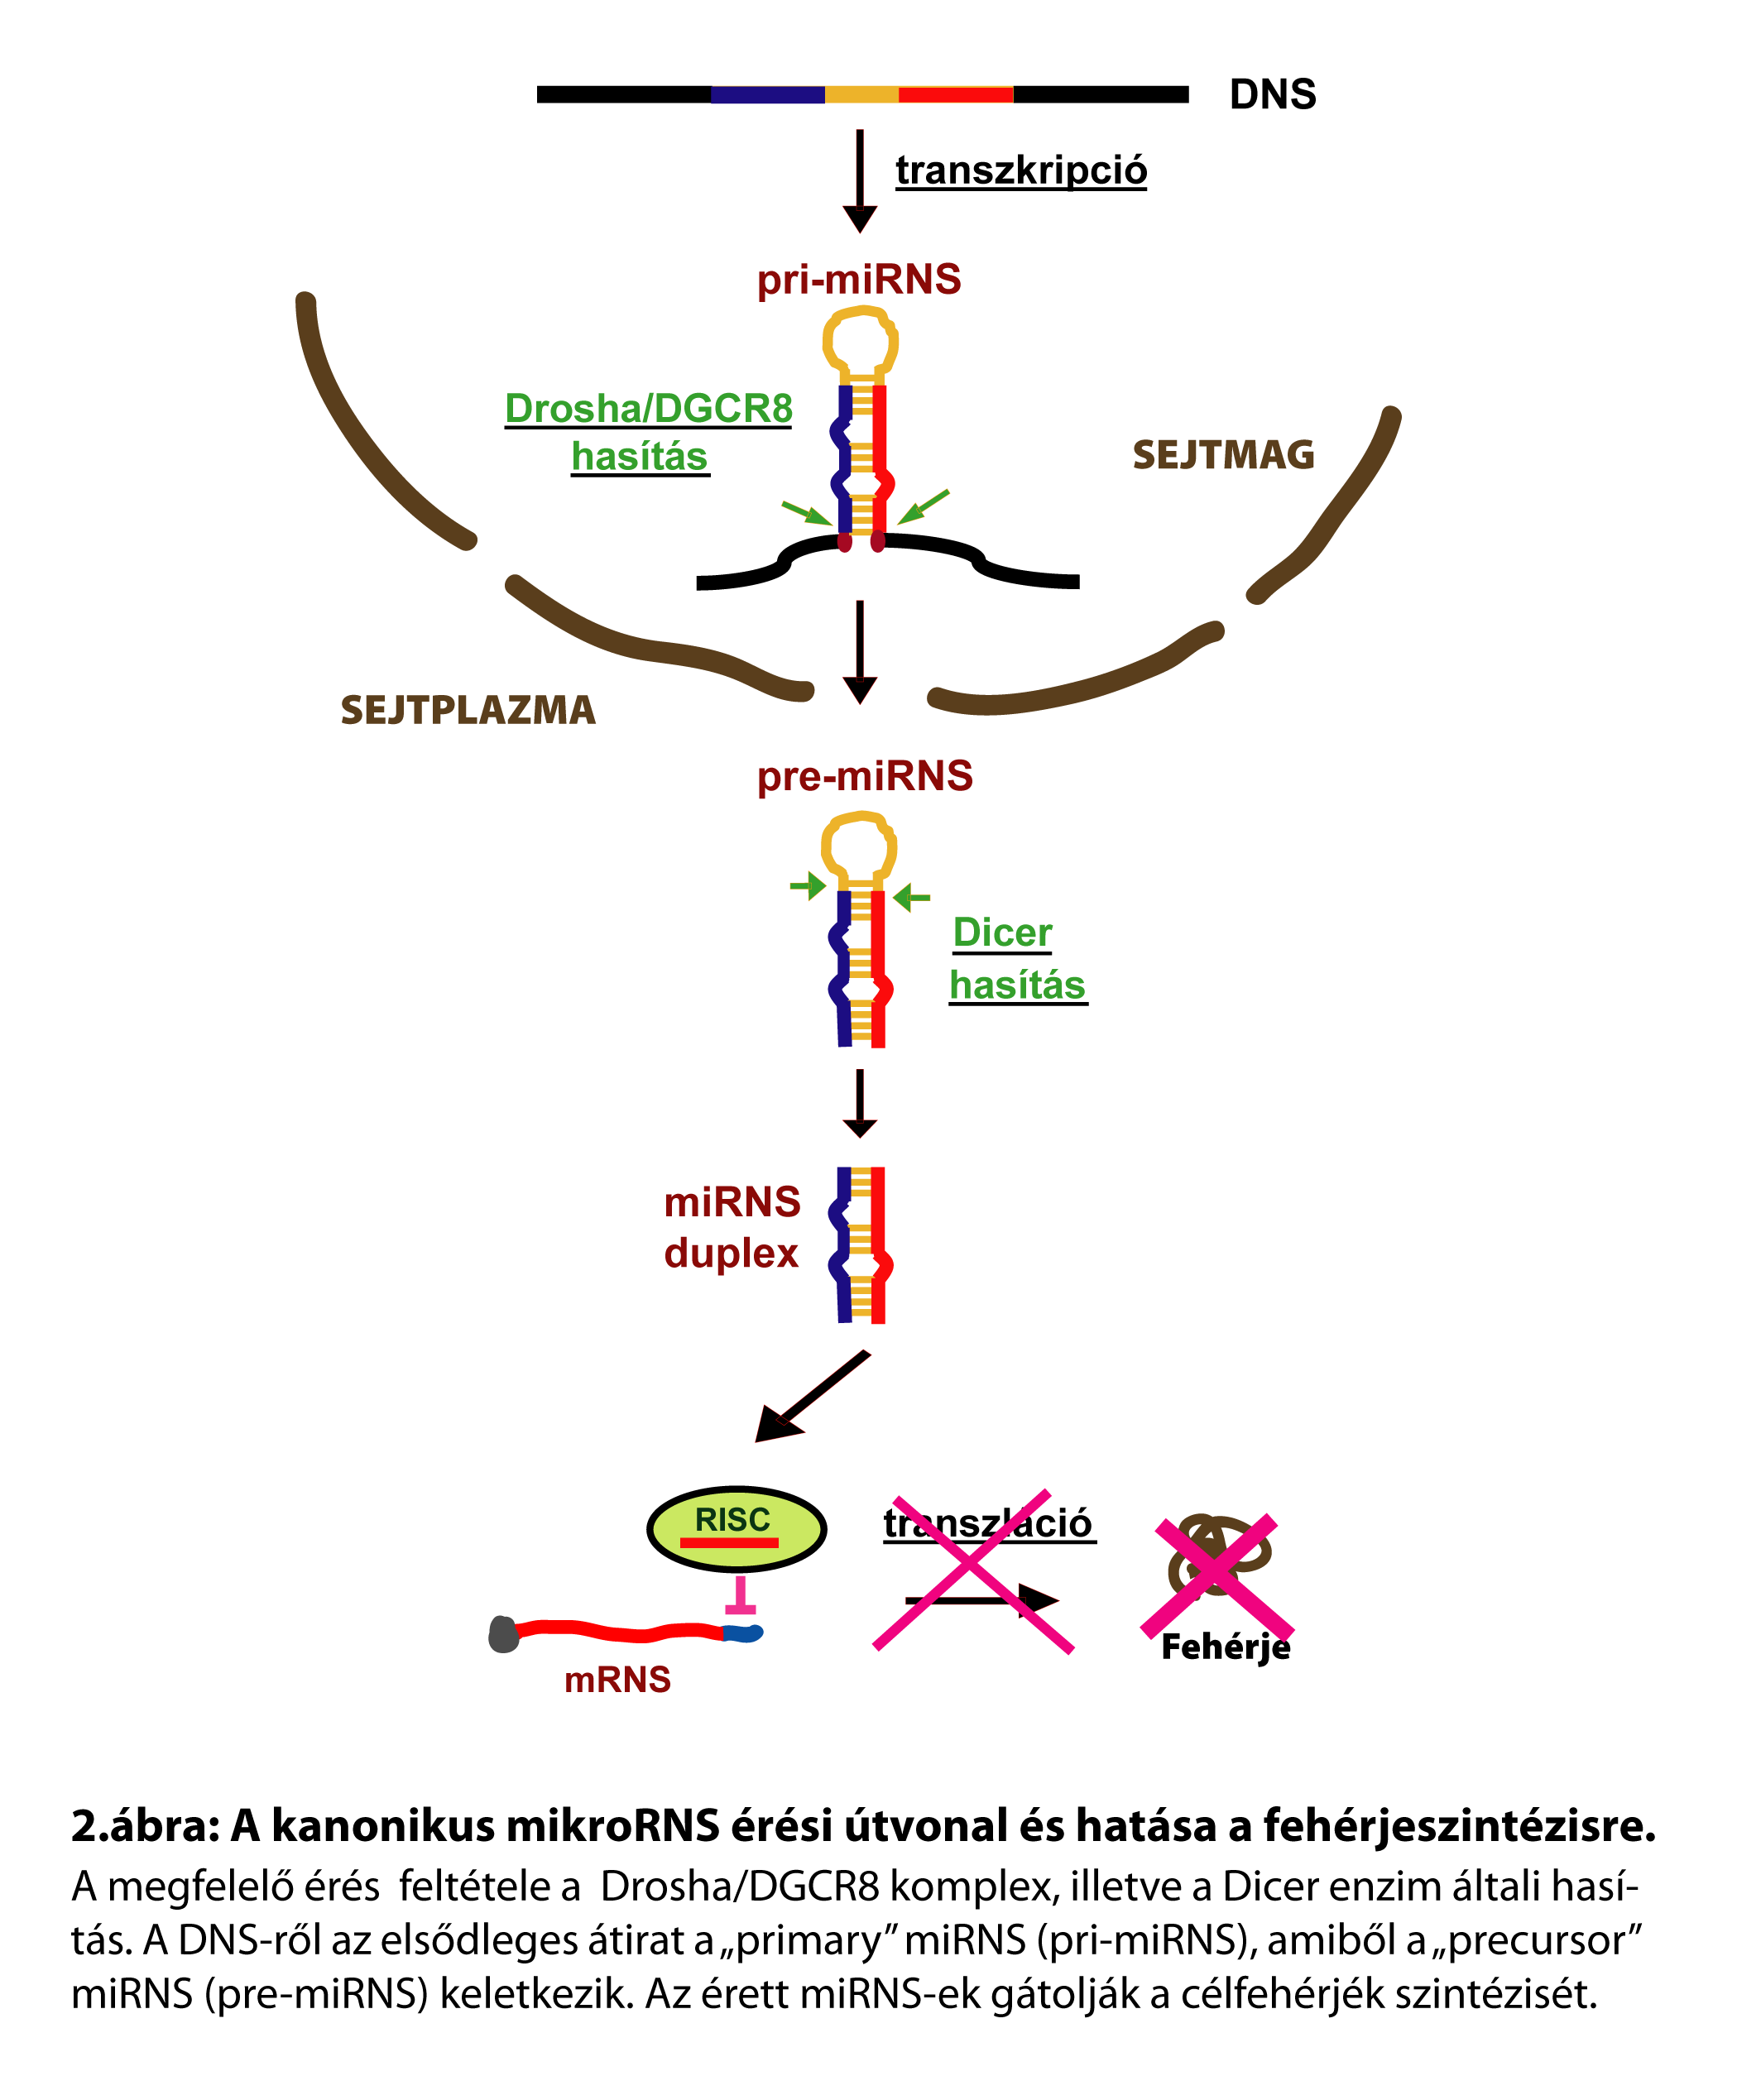 DNS
transzkripció
pri-miRNS
Drosha/DGCR8
hasítás
SEJTMAG
SEJTPLAZMA
pre-miRNS
Dicer
hasítás
miRNS
duplex
RISC
transzláció
Fehérje
mRNS
2.ábra: A kanonikus mikroRNS érési útvonal és hatása a fehérjeszintézisre.
A megfelelő érés feltétele a Drosha/DGCR8 komplex, illetve a Dicer enzim általi hasí-
tás. A DNS-ről az elsődleges átirat a „primary” miRNS (pri-miRNS), amiből a „precursor”
miRNS (pre-miRNS) keletkezik. Az érett miRNS-ek gátolják a célfehérjék szintézisét.